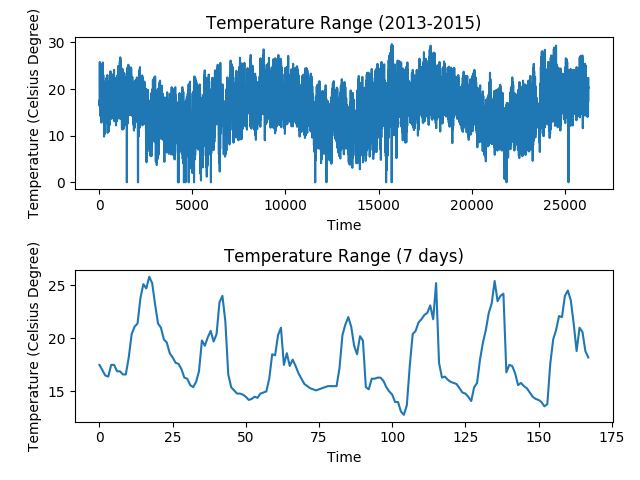 Temperature Range (2013-2015)
Temperature (Celsius Degree)
30
20
10
0
0 5000 10000 15000 20000 25000
Time
Temperature Range (7 days)
Temperature (Celsius Degree)
25
20
15
0 25 50 75 100 125 150 175
Time